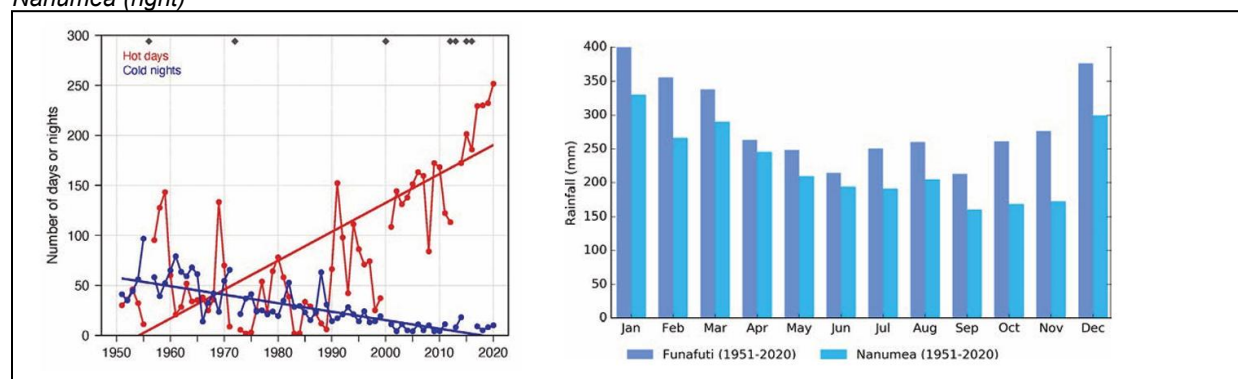 Nanumea (right)
300
250
200
150
100
50
0
Number of days or nights
Hot days
Cold nights
1950 1960 1970 1980 1990 2000 2010 2020
400
350
300
250
200
150
100
50
0
Rainfall (mm)
Jan Feb Mar Apr May Jun Jul Aug Sep Oct Nov Dec
Funafuti (1951-2020) Nanumea (1951-2020)